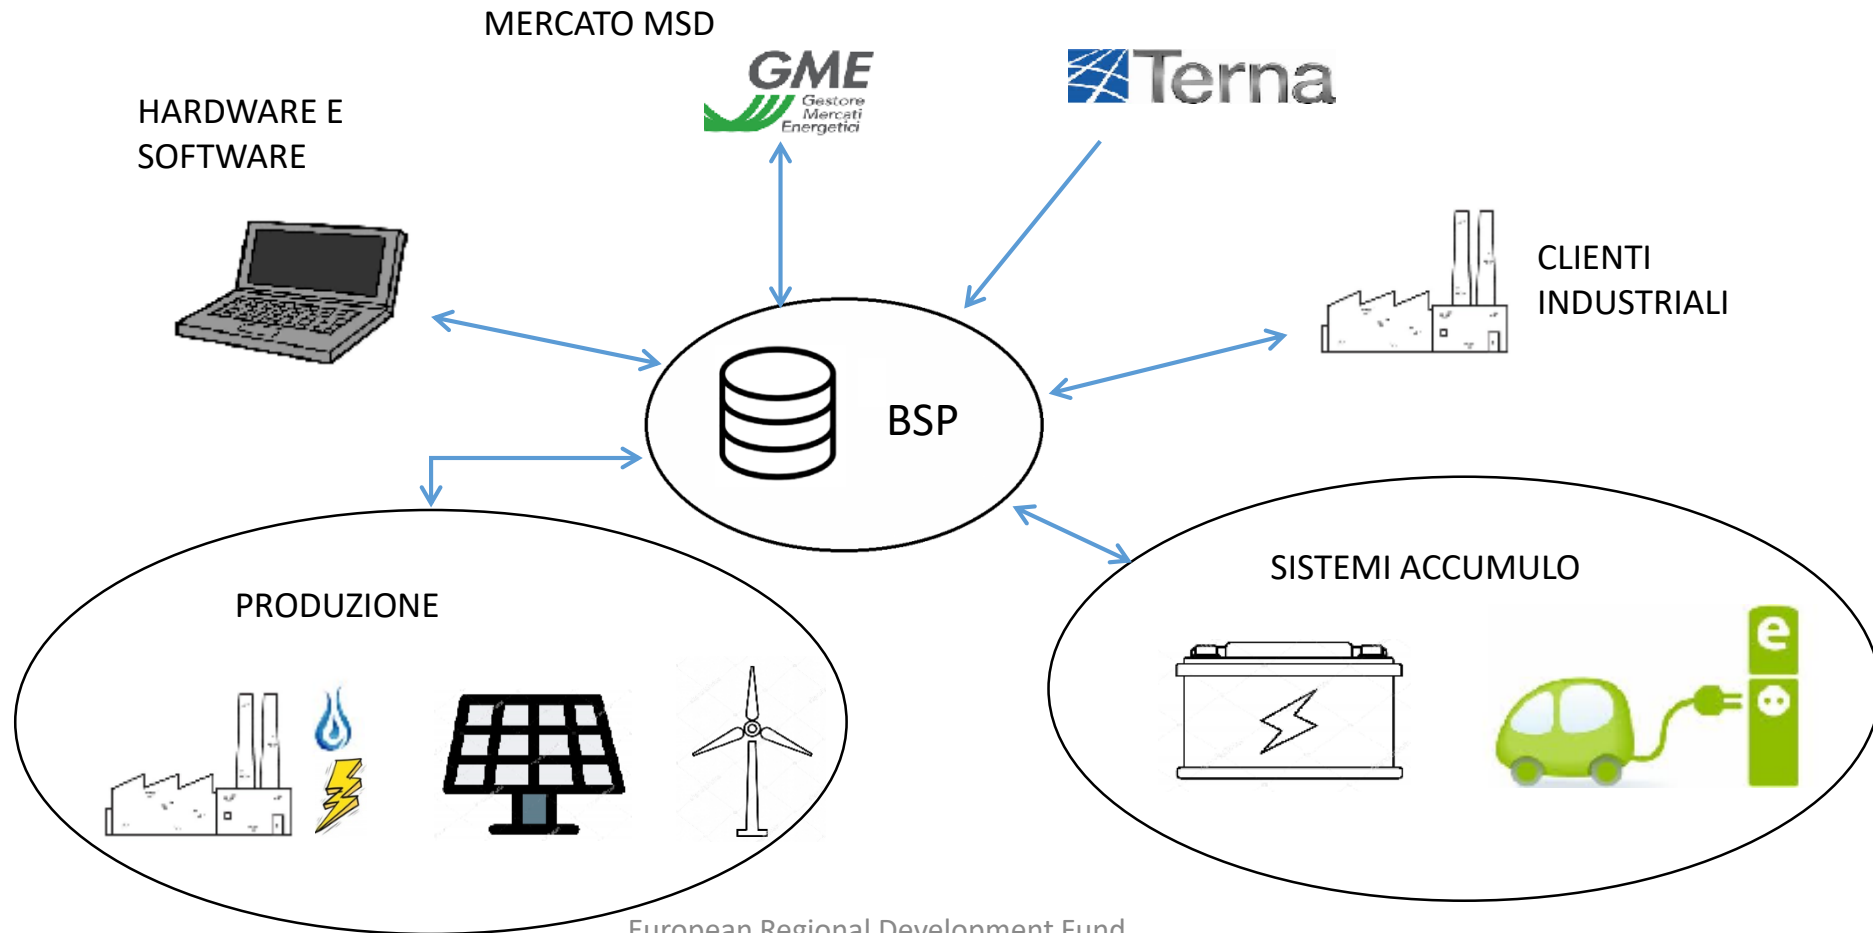 MERCATO MSD
GME
Gestore
Mercati
Energetici
Terna
HARDWARE E
SOFTWARE
CLIENTI
INDUSTRIALI
BSP
SISTEMI ACCUMULO
PRODUZIONE
e
European Regional Development Fund